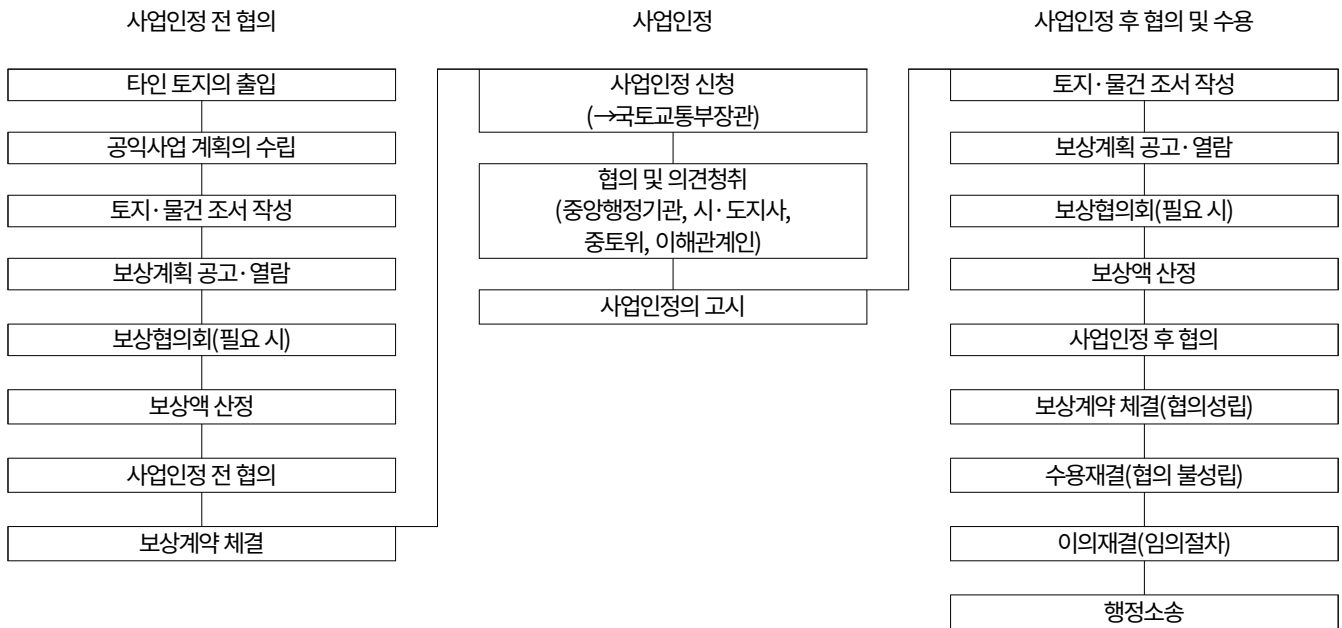 사업인정 전 협의
타인 토지의 출입
공익사업 계획의 수립
토지·물건 조서 작성
보상계획 공고·열람
보상협의회(필요 시)
보상액 산정
사업인정 전 협의
보상계약 체결
사업인정
사업인정 신청
(→국토교통부장관)
협의 및 의견청취
(중앙행정기관, 시·도지사,
중토위, 이해관계인)
사업인정의 고시
사업인정 후 협의 및 수용
토지·물건 조서 작성
보상계획 공고·열람
보상협의회(필요 시)
보상액 산정
사업인정 후 협의
보상계약 체결(협의성립)
수용재결(협의 불성립)
이의재결(임의절차)
행정소송